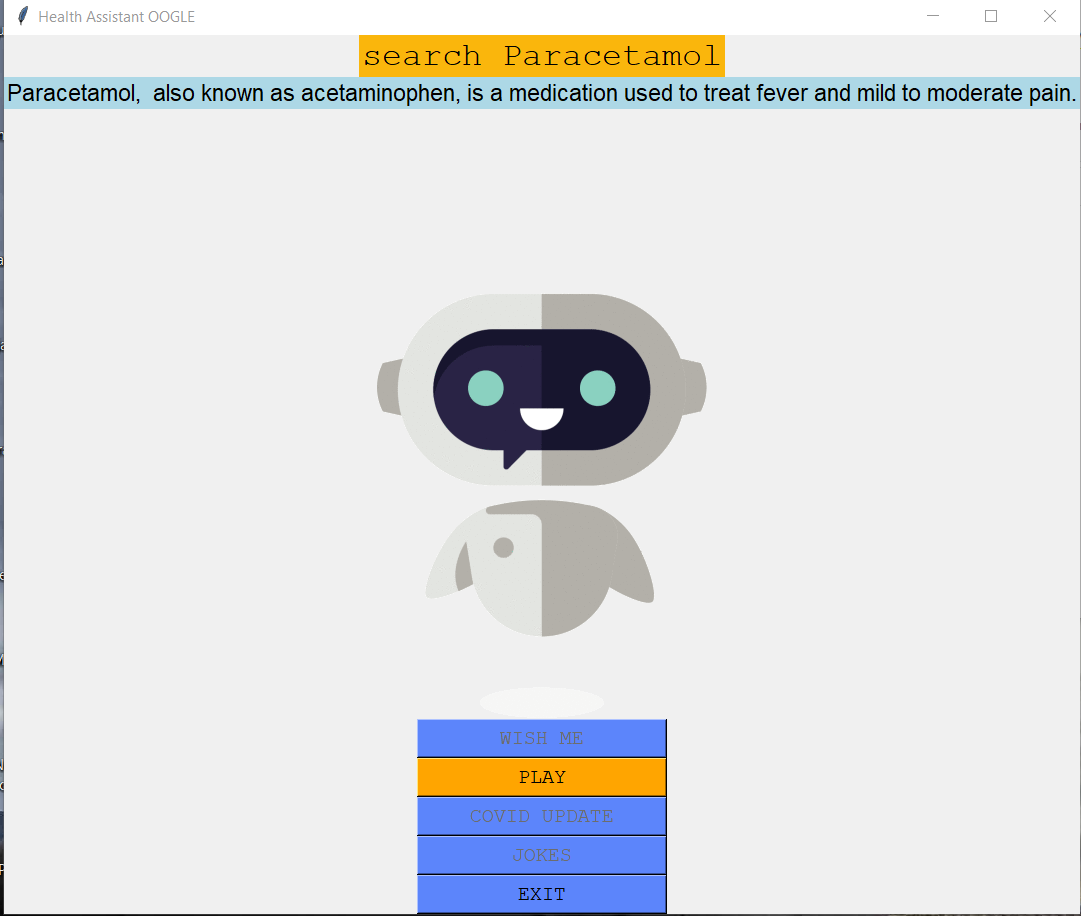 Health Assistant OOGLE
search Paracetamol
Paracetamol,  also known as acetaminophen, is a medication used to treat fever and mild to moderate pain.
WISH ME
PLAY
COVID UPDATE
JOKES
EXIT